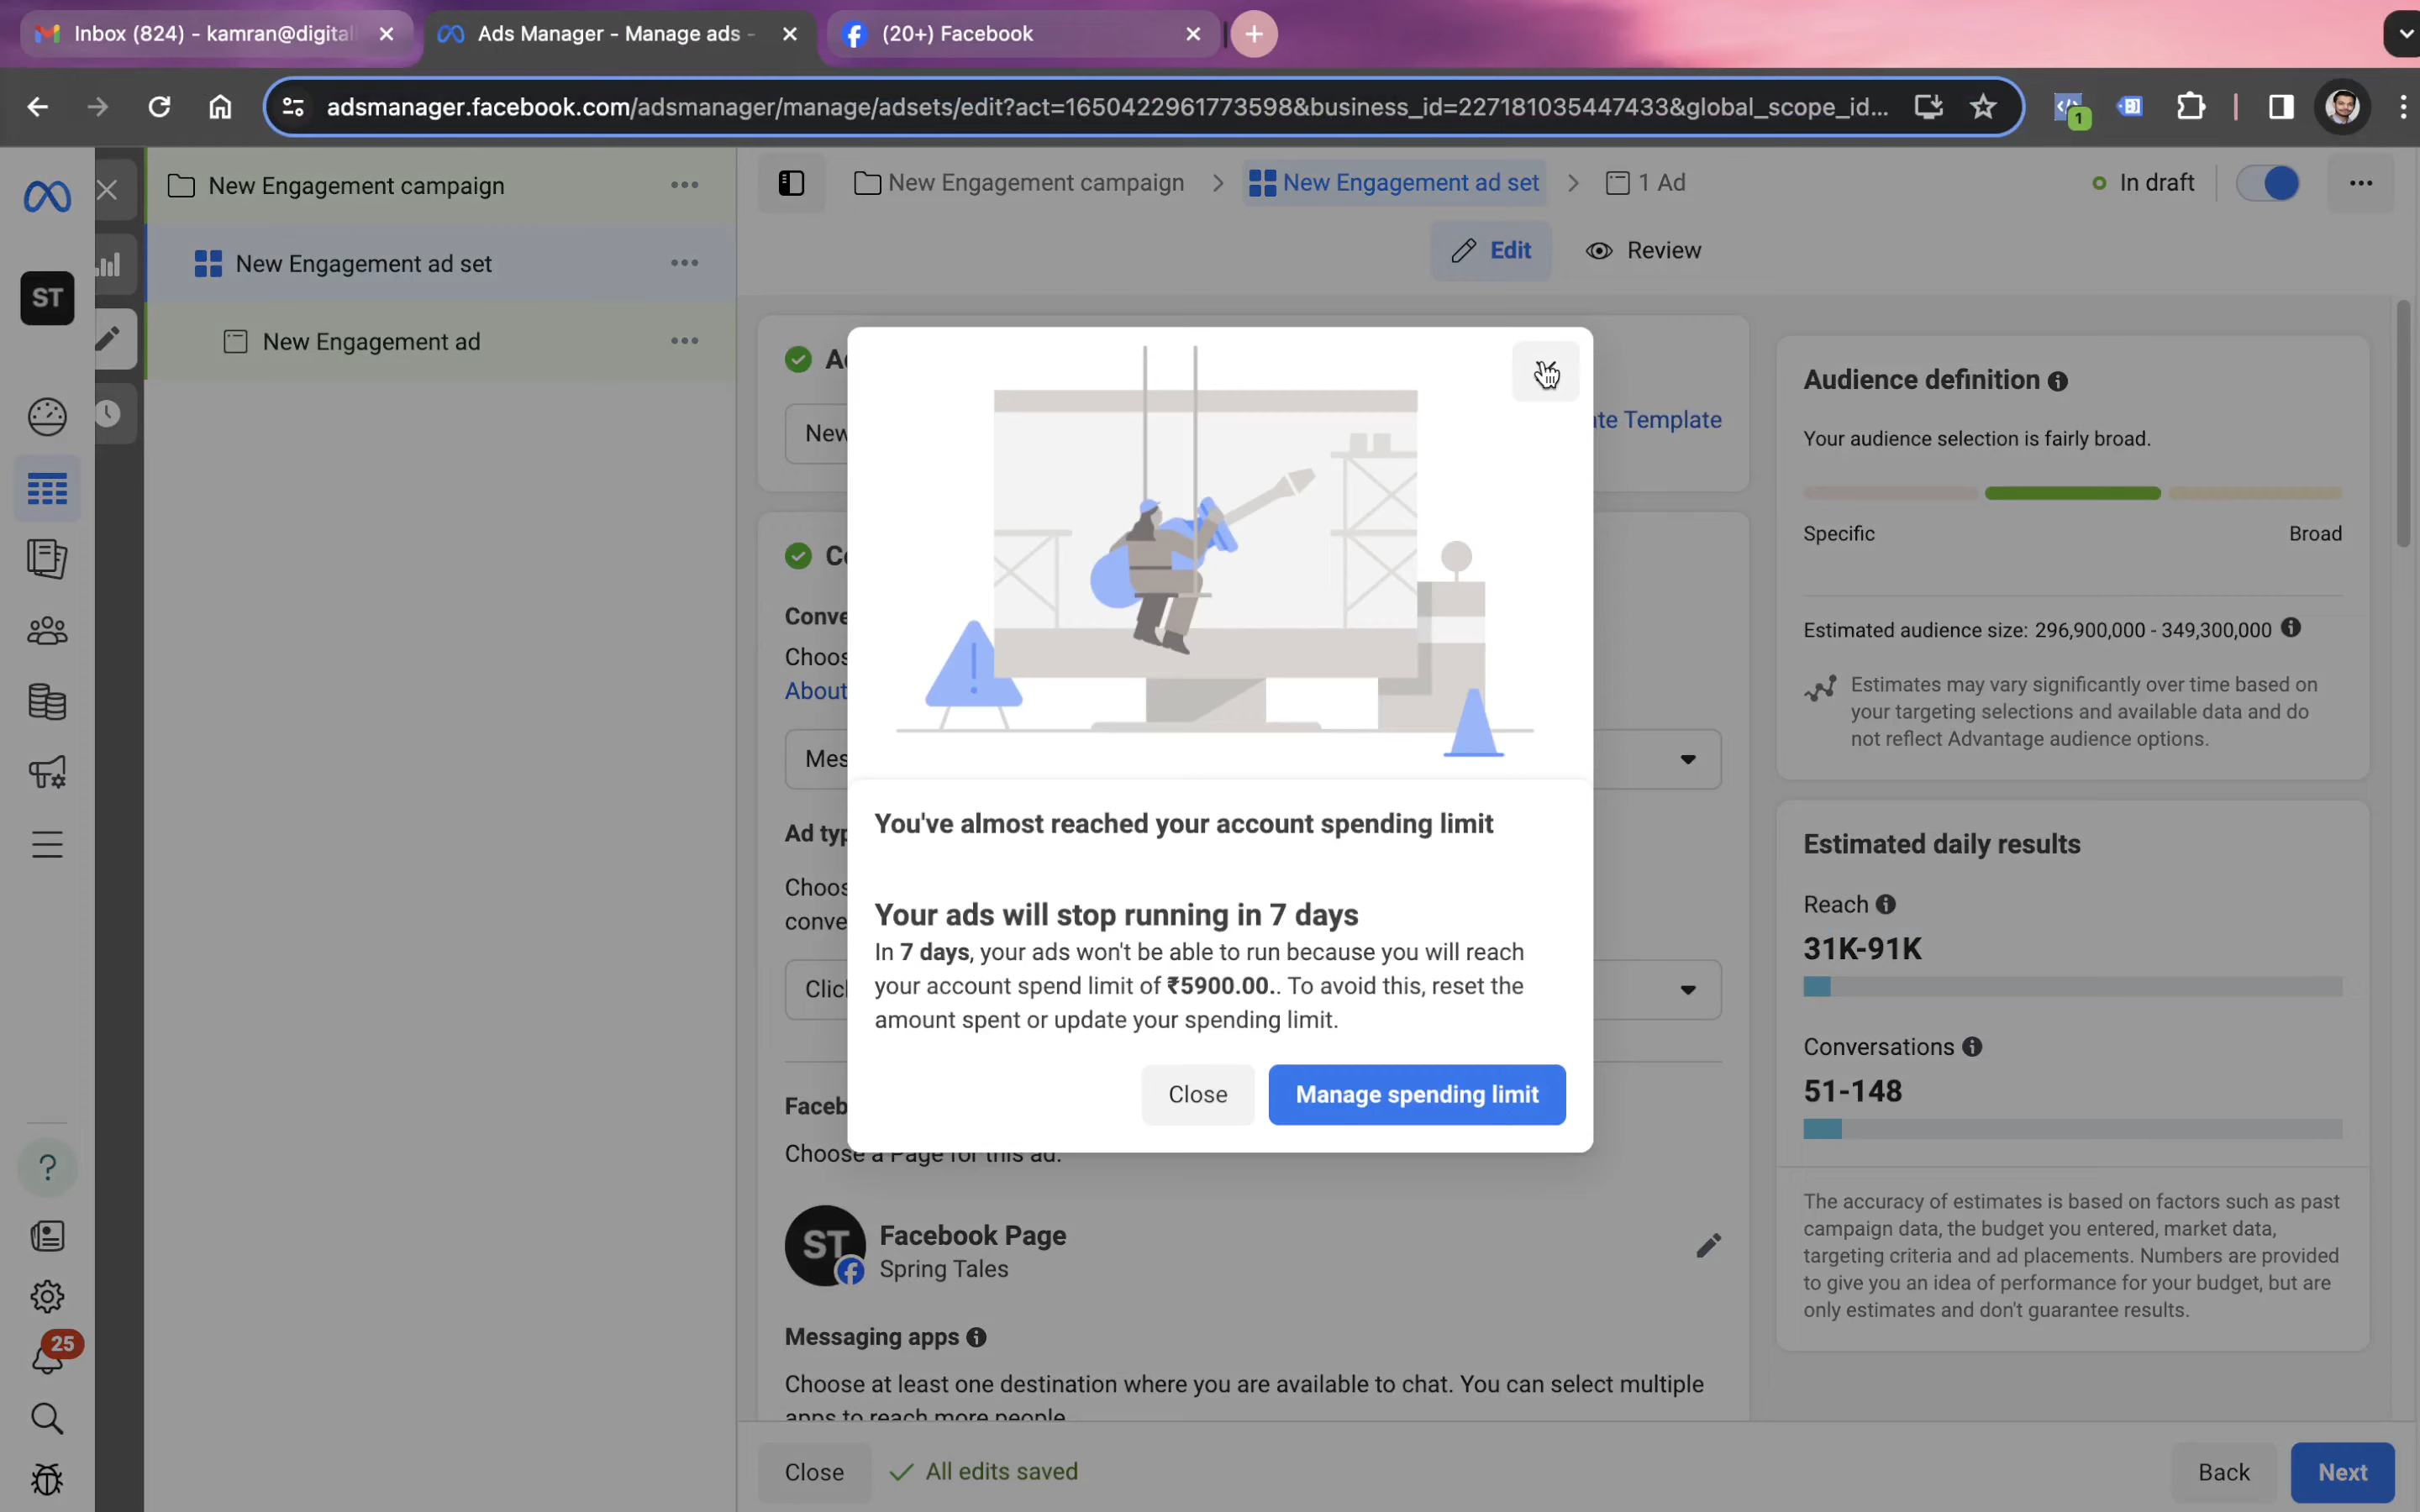 Inbox (824) - kamran@digital
Ads Manager - Manage ads -
(20+) Facebook
adsmanager.facebook.com/adsmanager/manage/adsets/edit?act=1650422961773598&business_id=227181035447433&global_scope_id...
1
ST
New Engagement campaign
New Engagement ad set
New Engagement ad
New Engagement campaign > New Engagement ad set > 1 Ad
In draft
Edit
Review
New
te Template
Conve
Choos
About
Mes
Ad typ
Choos
conve
Clic
Faceb
Choose a Page for this ad.
ST
Facebook Page
Spring Tales
Messaging apps
Choose at least one destination where you are available to chat. You can select multiple
apps to reach more people.
You've almost reached your account spending limit
Your ads will stop running in 7 days
In 7 days, your ads won't be able to run because you will reach
your account spend limit of ₹5900.00.. To avoid this, reset the
amount spent or update your spending limit.
Close
Manage spending limit
Audience definition
Your audience selection is fairly broad.
Specific
Broad
Estimated audience size: 296,900,000 - 349,300,000
Estimates may vary significantly over time based on
your targeting selections and available data and do
not reflect Advantage audience options.
Estimated daily results
Reach
31K-91K
Conversations
51-148
The accuracy of estimates is based on factors such as past
campaign data, the budget you entered, market data,
targeting criteria and ad placements. Numbers are provided
to give you an idea of performance for your budget, but are
only estimates and don't guarantee results.
25
Close
All edits saved
Back
Next